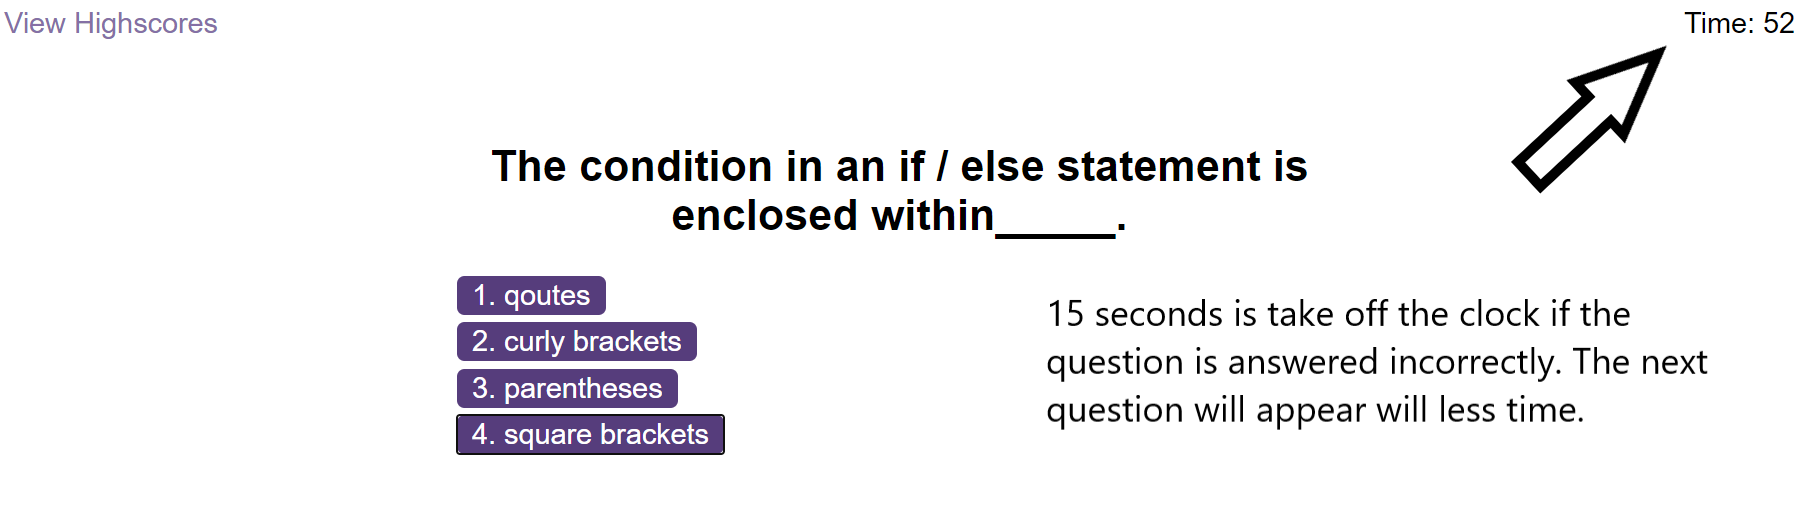 View Highscores
Time: 52
The condition in an if / else statement is
enclosed within_____.
1. qoutes
2. curly brackets
3. parentheses
4. square brackets
15 seconds is take off the clock if the
question is answered incorrectly. The next
question will appear will less time.